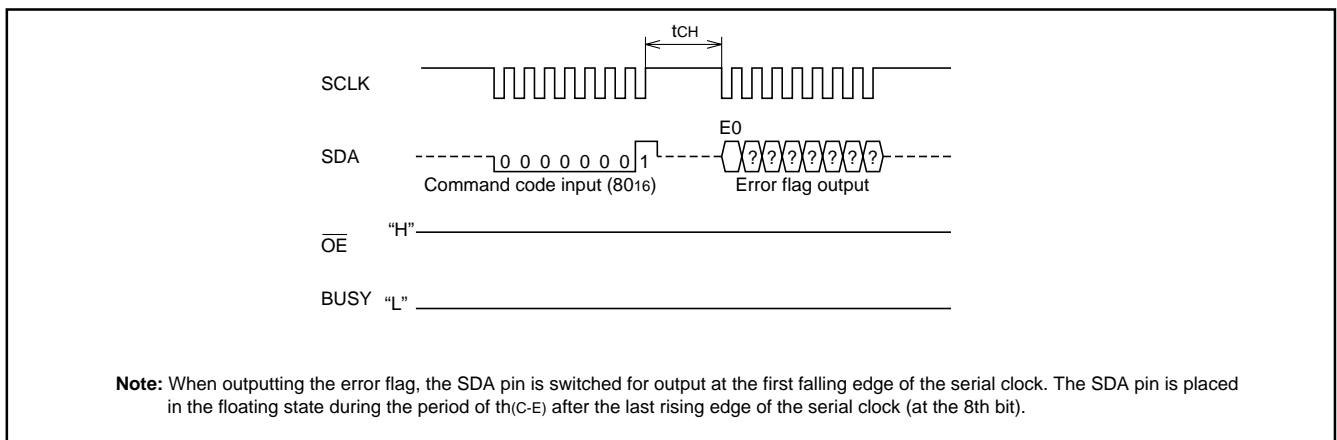 tCH
SCLK
E0
SDA
0 0 0 0 0 0 0 1
? ? ? ? ? ? ?
Command code input (8016)
Error flag output
OE
“H”
BUSY
“L”
Note: When outputting the error flag, the SDA pin is switched for output at the first falling edge of the serial clock. The SDA pin is placed
in the floating state during the period of th(C-E) after the last rising edge of the serial clock (at the 8th bit).